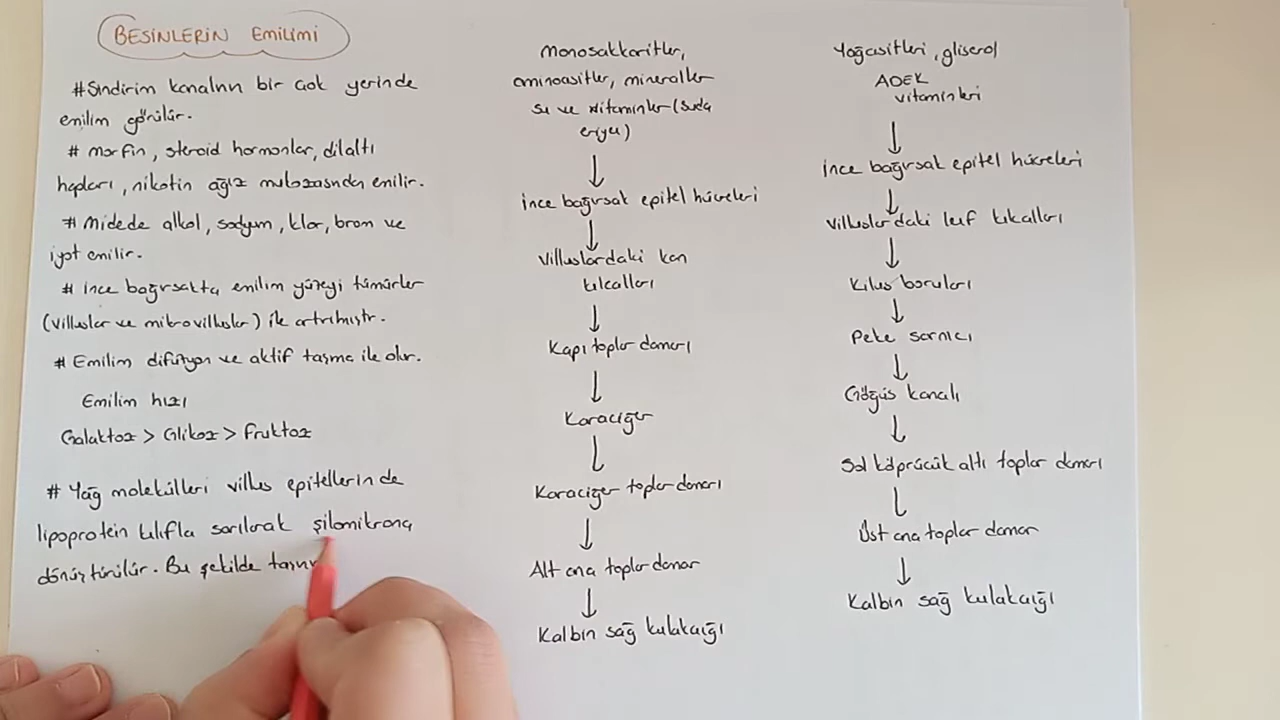 BESİNLERİN EMİLİMİ
# Sindirim kanalının bir çok yerinde
emilim görülür.
# Morfin, steroid hormonlar, dilaltı
hapları, nikotin ağız mukozasından emilir.
# Midede alkol, sodyum, klor, brom ve
iyot emilir.
# İnce bağırsakta emilim yüzeyi tümürler
(villuslar ve mikrovilluslar) ile artırılmıştır.
# Emilim difüzyon ve aktif taşıma ile olur.
Emilim hızı
Galaktoz > Glikoz > Fruktoz
# Yağ molekülleri villus epitellerinde
lipoprotein kılıfla sarılarak şilomikrona
dönüştürülür. Bu şekilde taşınır
Monosakkaritler,
aminoasitler, mineraller
Su ve vitaminler (suda
eriyen)
↓
İnce bağırsak epitel hücreleri
↓
Villuslardaki kan
kılcalları
↓
Kapı toplar damarı
↓
Karaciğer
↓
Karaciğer toplar damarı
↓
Alt ana toplar damar
↓
Kalbin sağ kulakçığı
Yağ asitleri, gliserol
ADEK
vitaminleri
↓
İnce bağırsak epitel hücreleri
↓
Villuslardaki lenf kılcalları
↓
Kilus boruları
↓
Peke sarnıcı
↓
Göğüs kanalı
↓
Sol köprücük altı toplar damarı
↓
Üst ana toplar damar
↓
Kalbin sağ kulakçığı